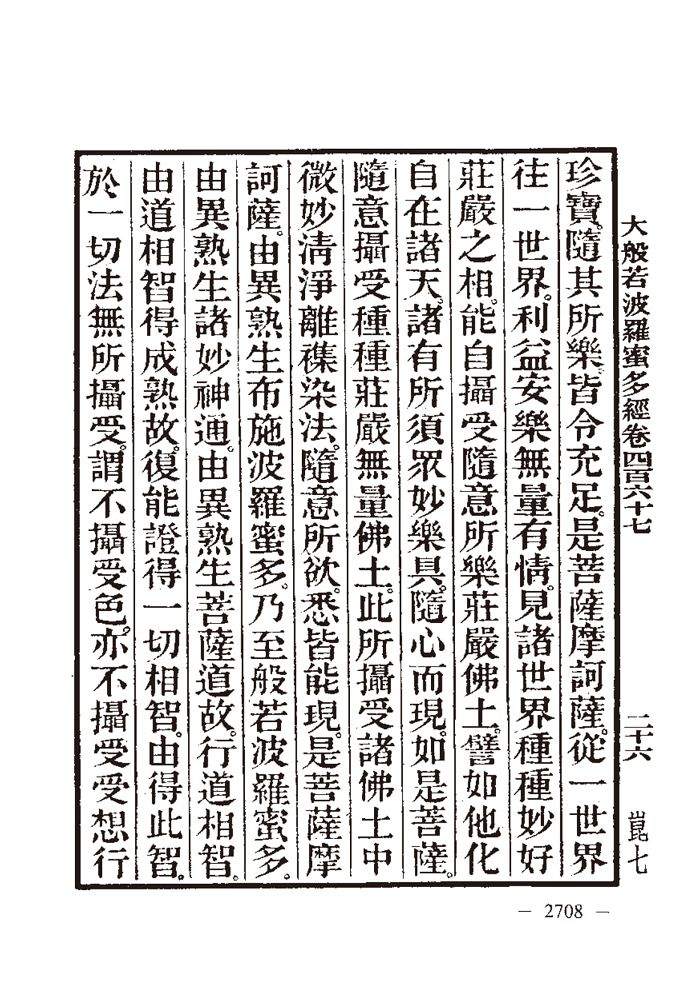 大般若波羅蜜多經卷四百六十七　二十六　崑七
珍寶。隨其所樂。皆令充足。是菩薩摩訶薩。從一世界
往一世界。利益安樂無量有情。見諸世界種種妙好
莊嚴之相。能自攝受隨意所樂莊嚴佛土。譬如他化
自在諸天。諸有所須眾妙樂具。隨心而現。如是菩薩。
隨意攝受種種莊嚴無量佛土。此所攝受諸佛土中
微妙清淨離襍染法。隨意所欲。悉皆能現。是菩薩摩
訶薩。由異熟生布施波羅蜜多。乃至般若波羅蜜多。
由異熟生諸妙神通。由異熟生菩薩道故。行道相智。
由道相智得成熟故。復能證得一切相智。由得此智。
於一切法無所攝受。謂不攝受色。亦不攝受受想行
— 2708 —